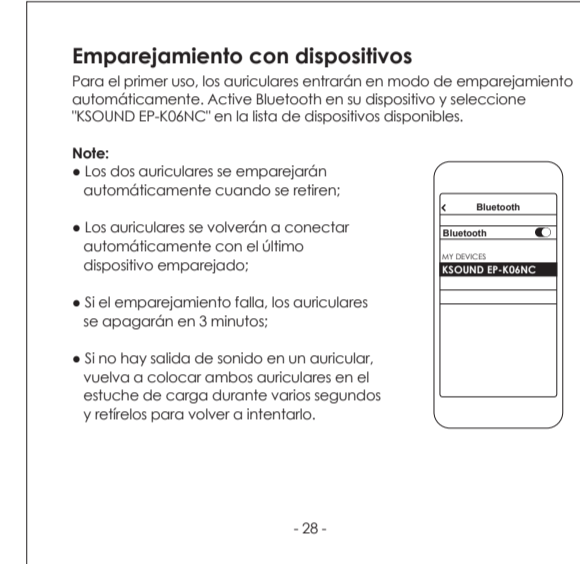 Emparejamiento con dispositivos
Para el primer uso, los auriculares entrarán en modo de emparejamiento
automáticamente. Active Bluetooth en su dispositivo y seleccione
"KSOUND EP-K06NC" en la lista de dispositivos disponibles.
Note:
● Los dos auriculares se emparejarán
automáticamente cuando se retiren;
● Los auriculares se volverán a conectar
automáticamente con el último
dispositivo emparejado;
● Si el emparejamiento falla, los auriculares
se apagarán en 3 minutos;
● Si no hay salida de sonido en un auricular,
vuelva a colocar ambos auriculares en el
estuche de carga durante varios segundos
y retírelos para volver a intentarlo.
< Bluetooth
Bluetooth
MY DEVICES
KSOUND EP-K06NC
- 28 -